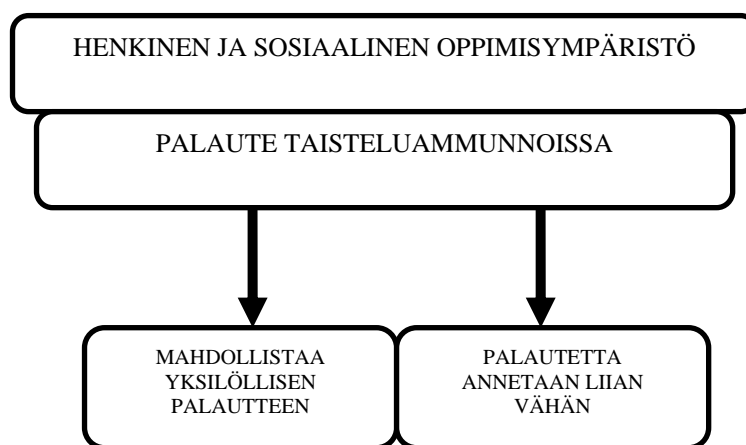 HENKINEN JA SOSIAALINEN OPPIMISYMPÄRISTÖ
PALAUTE TAISTELUAMMUNNOISSA
MAHDOLLISTAA
YKSILÖLLISEN
PALAUTTEEN
PALAUTETTA
ANNETAAN LIIAN
VÄHÄN